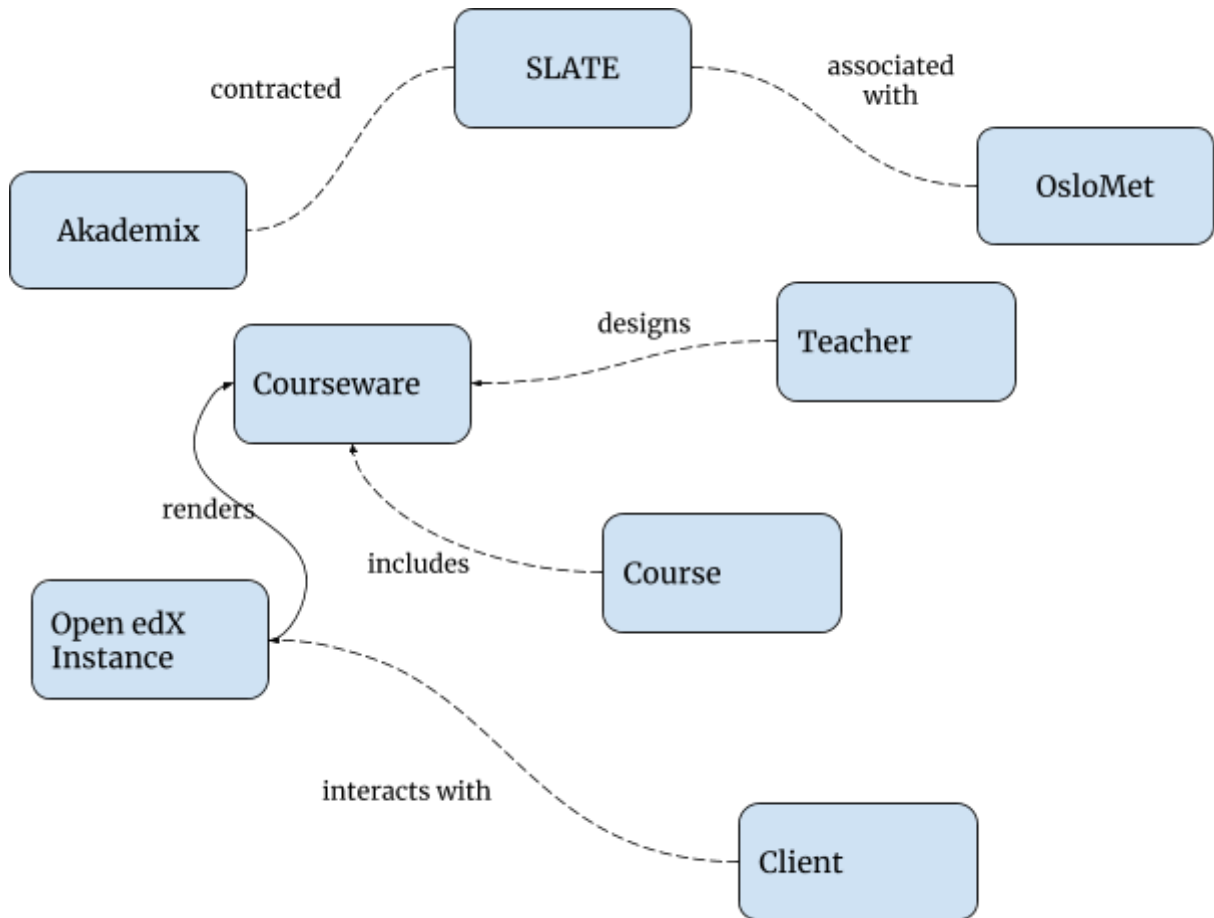 SLATE
associated
with
contracted
OsloMet
Akademix
designs
Teacher
Courseware
renders
includes
Course
Open edX
Instance
interacts with
Client